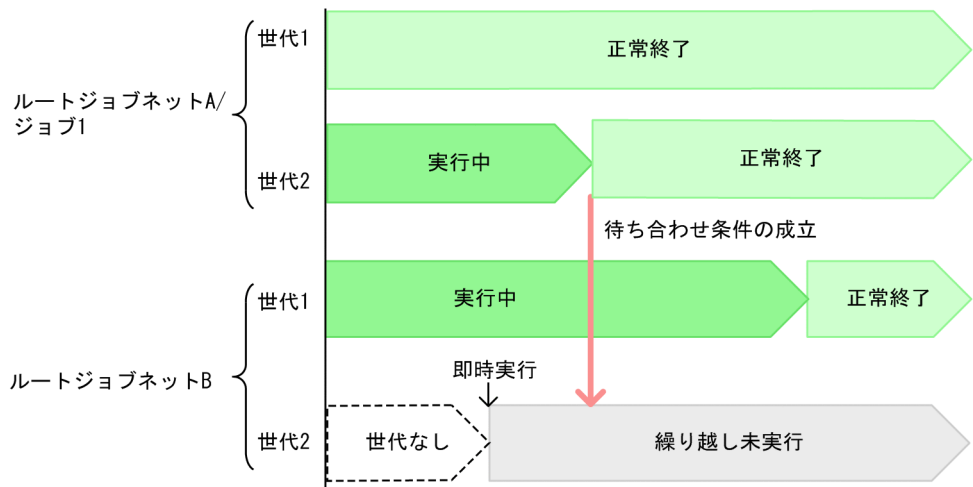 世代1
正常終了
ルートジョブネットA/
ジョブ1
世代2
実行中
正常終了
待ち合わせ条件の成立
世代1
実行中
正常終了
ルートジョブネットB
即時実行
世代2
世代なし
繰り越し未実行